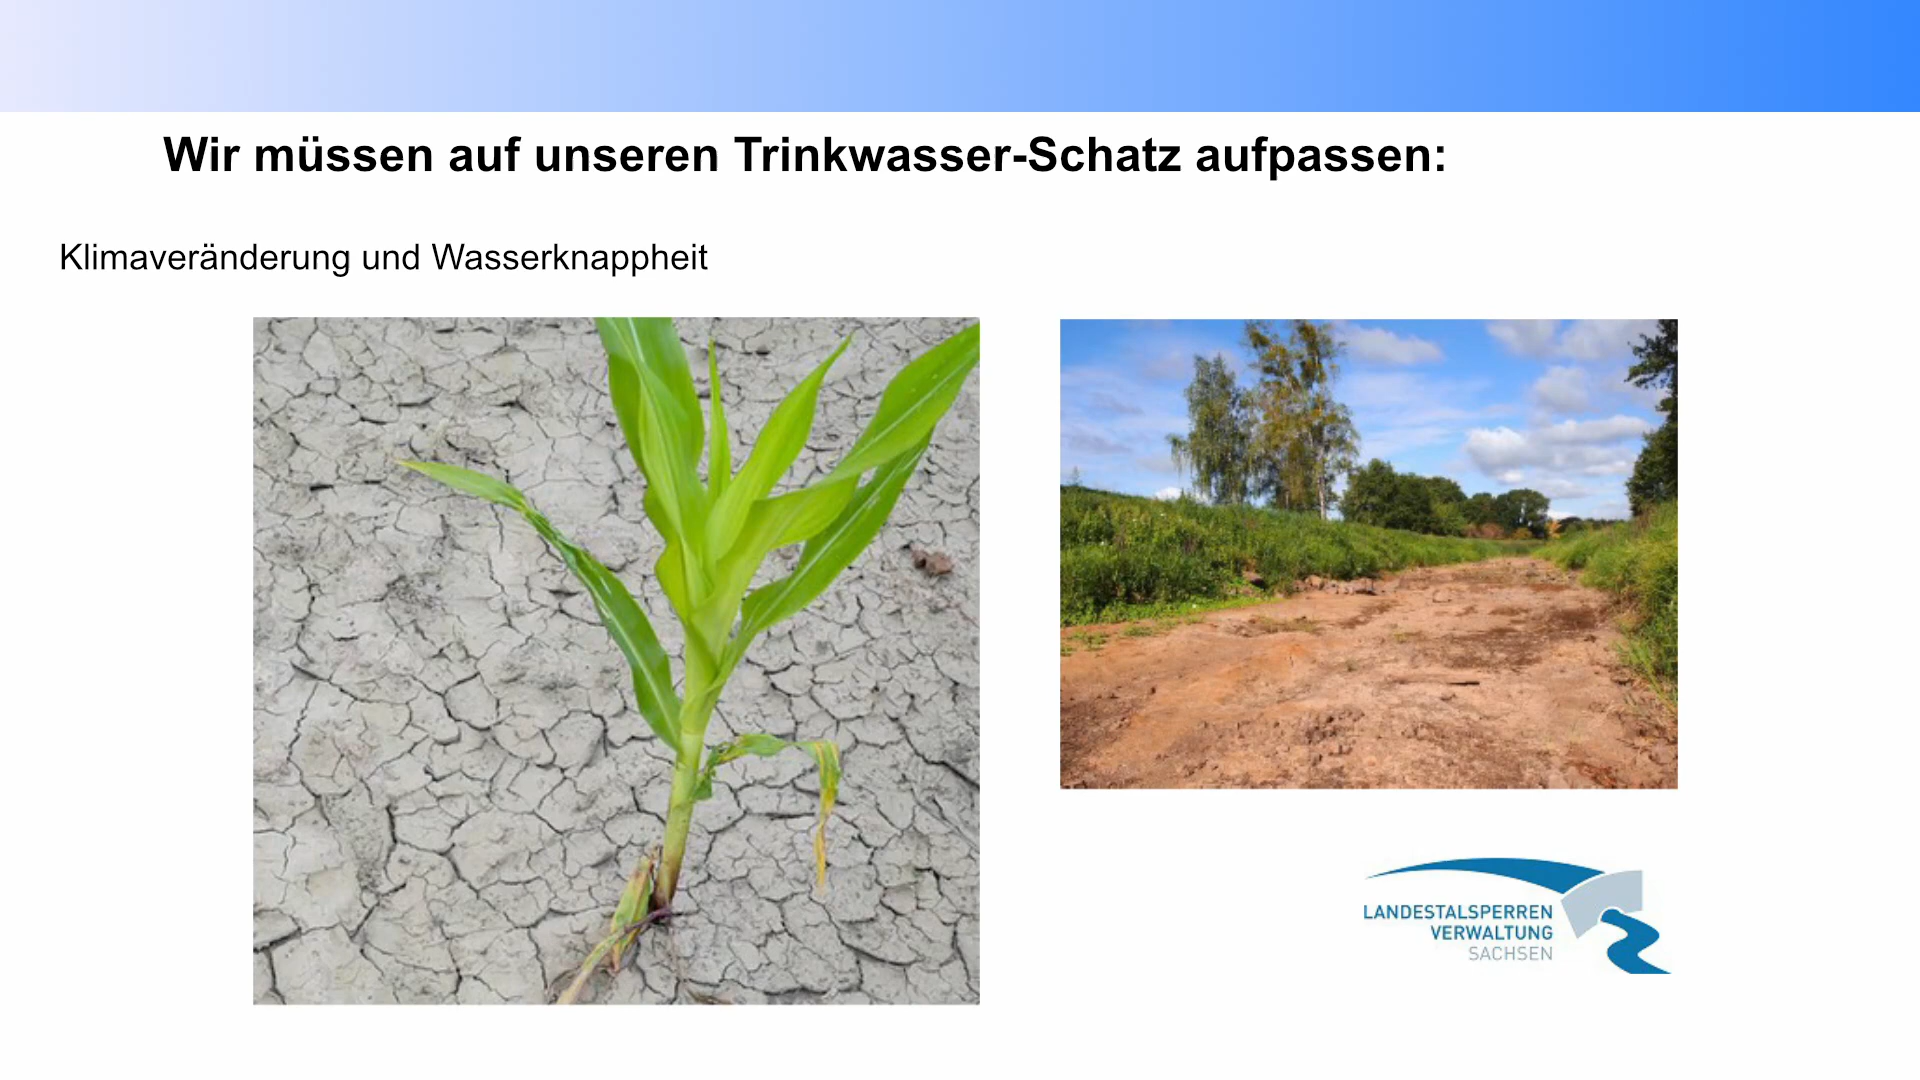 Wir müssen auf unseren Trinkwasser-Schatz aufpassen:
Klimaveränderung und Wasserknappheit
LANDESTALSPERREN
VERWALTUNG
SACHSEN